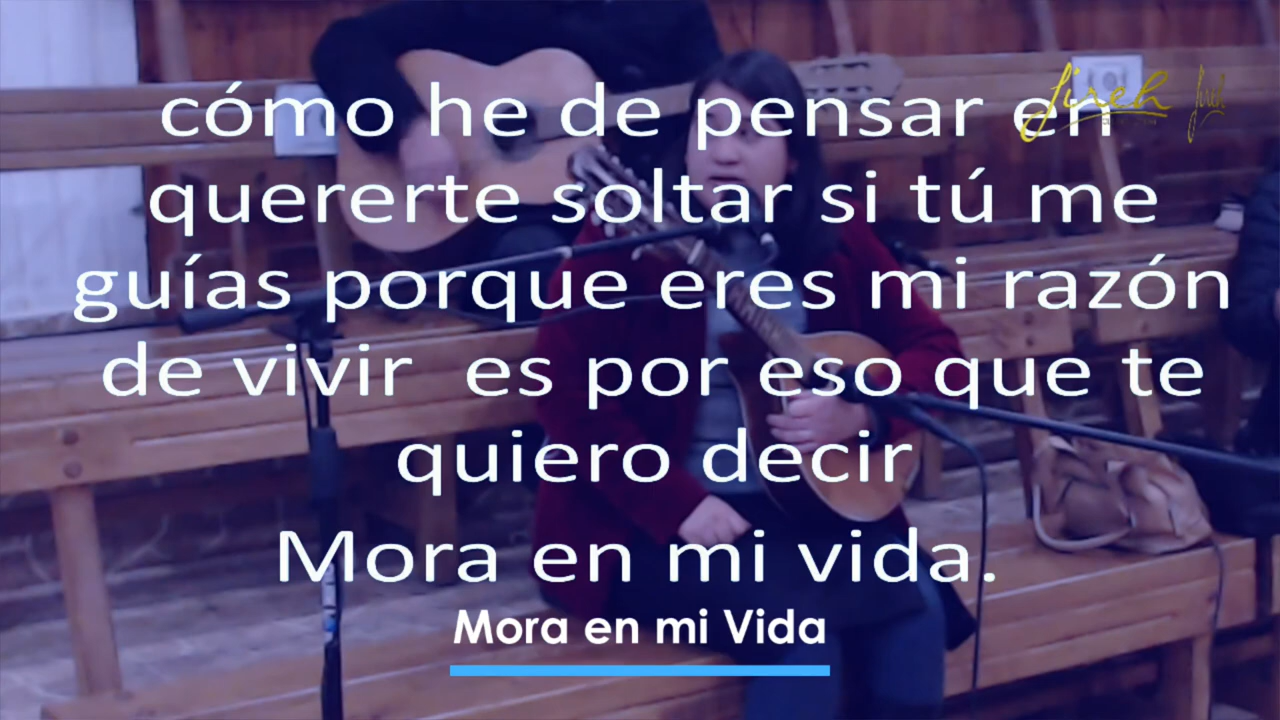 cómo he de pensar en
quererte soltar si tú me
guías porque eres mi razón
de vivir  es por eso que te
quiero decir
Mora en mi vida.
Mora en mi Vida
Jireh